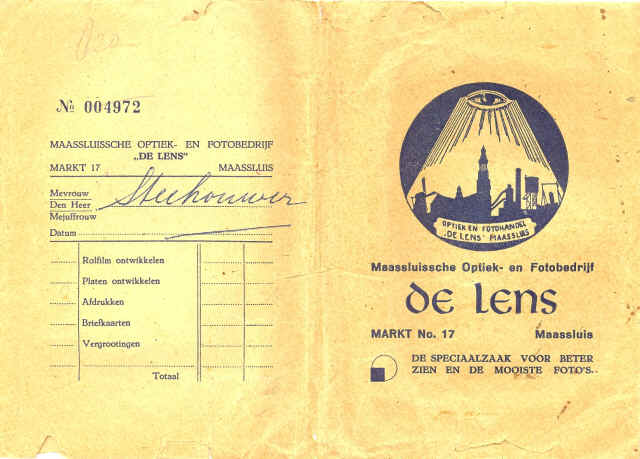 № 004972
MAASSLUISSCHE OPTIEK- EN FOTOBEDRIJF
„DE LENS”
MARKT 17 MAASSLUIS
Mevrouw
Den Heer Steehouwer
Mejuffrouw
Datum
Rolfilm ontwikkelen
Platen ontwikkelen
Afdrukken
Briefkaarten
Vergrootingen
Totaal
OPTIEK EN FOTOHANDEL
„DE LENS” MAASSLUIS
Maassluissche Optiek- en Fotobedrijf
de lens
MARKT No. 17 Maassluis
DE SPECIAALZAAK VOOR BETER
ZIEN EN DE MOOISTE FOTO'S.